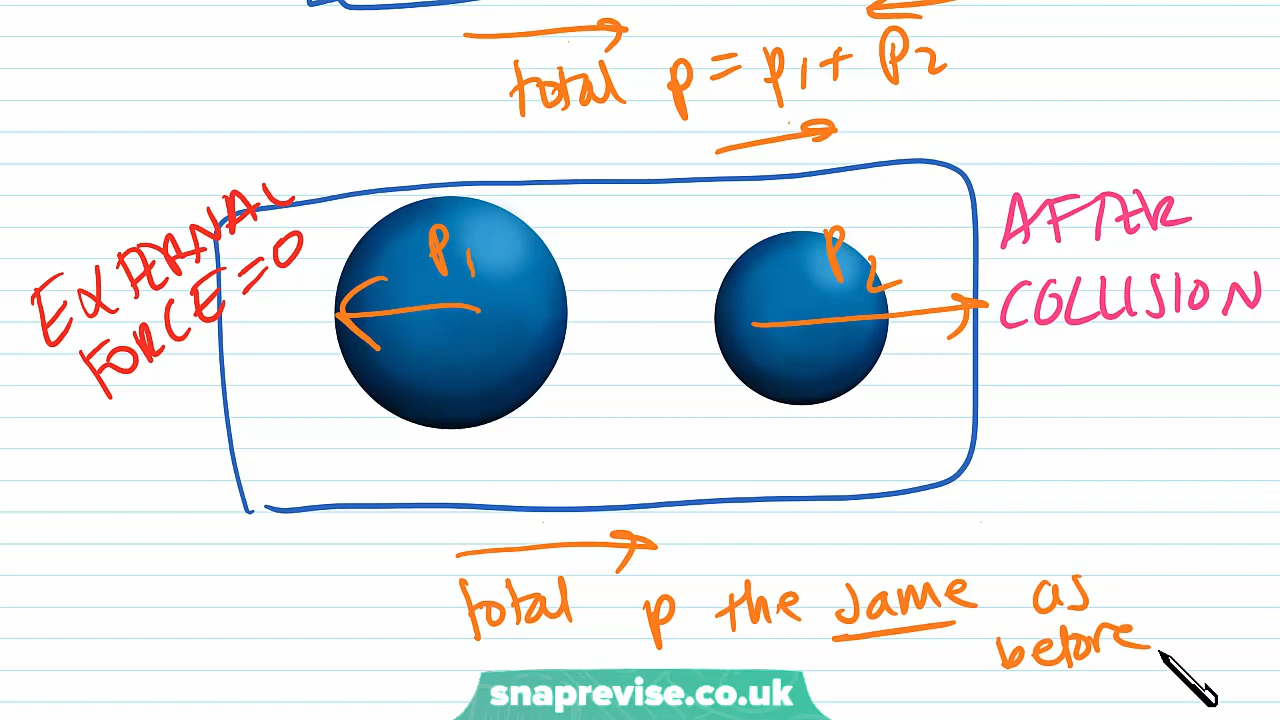 total p = p1 + P2
EXTERNAL
FORCE = 0
P1
P2
AFTER
COLLISION
total p the same as
before
snaprevise.co.uk